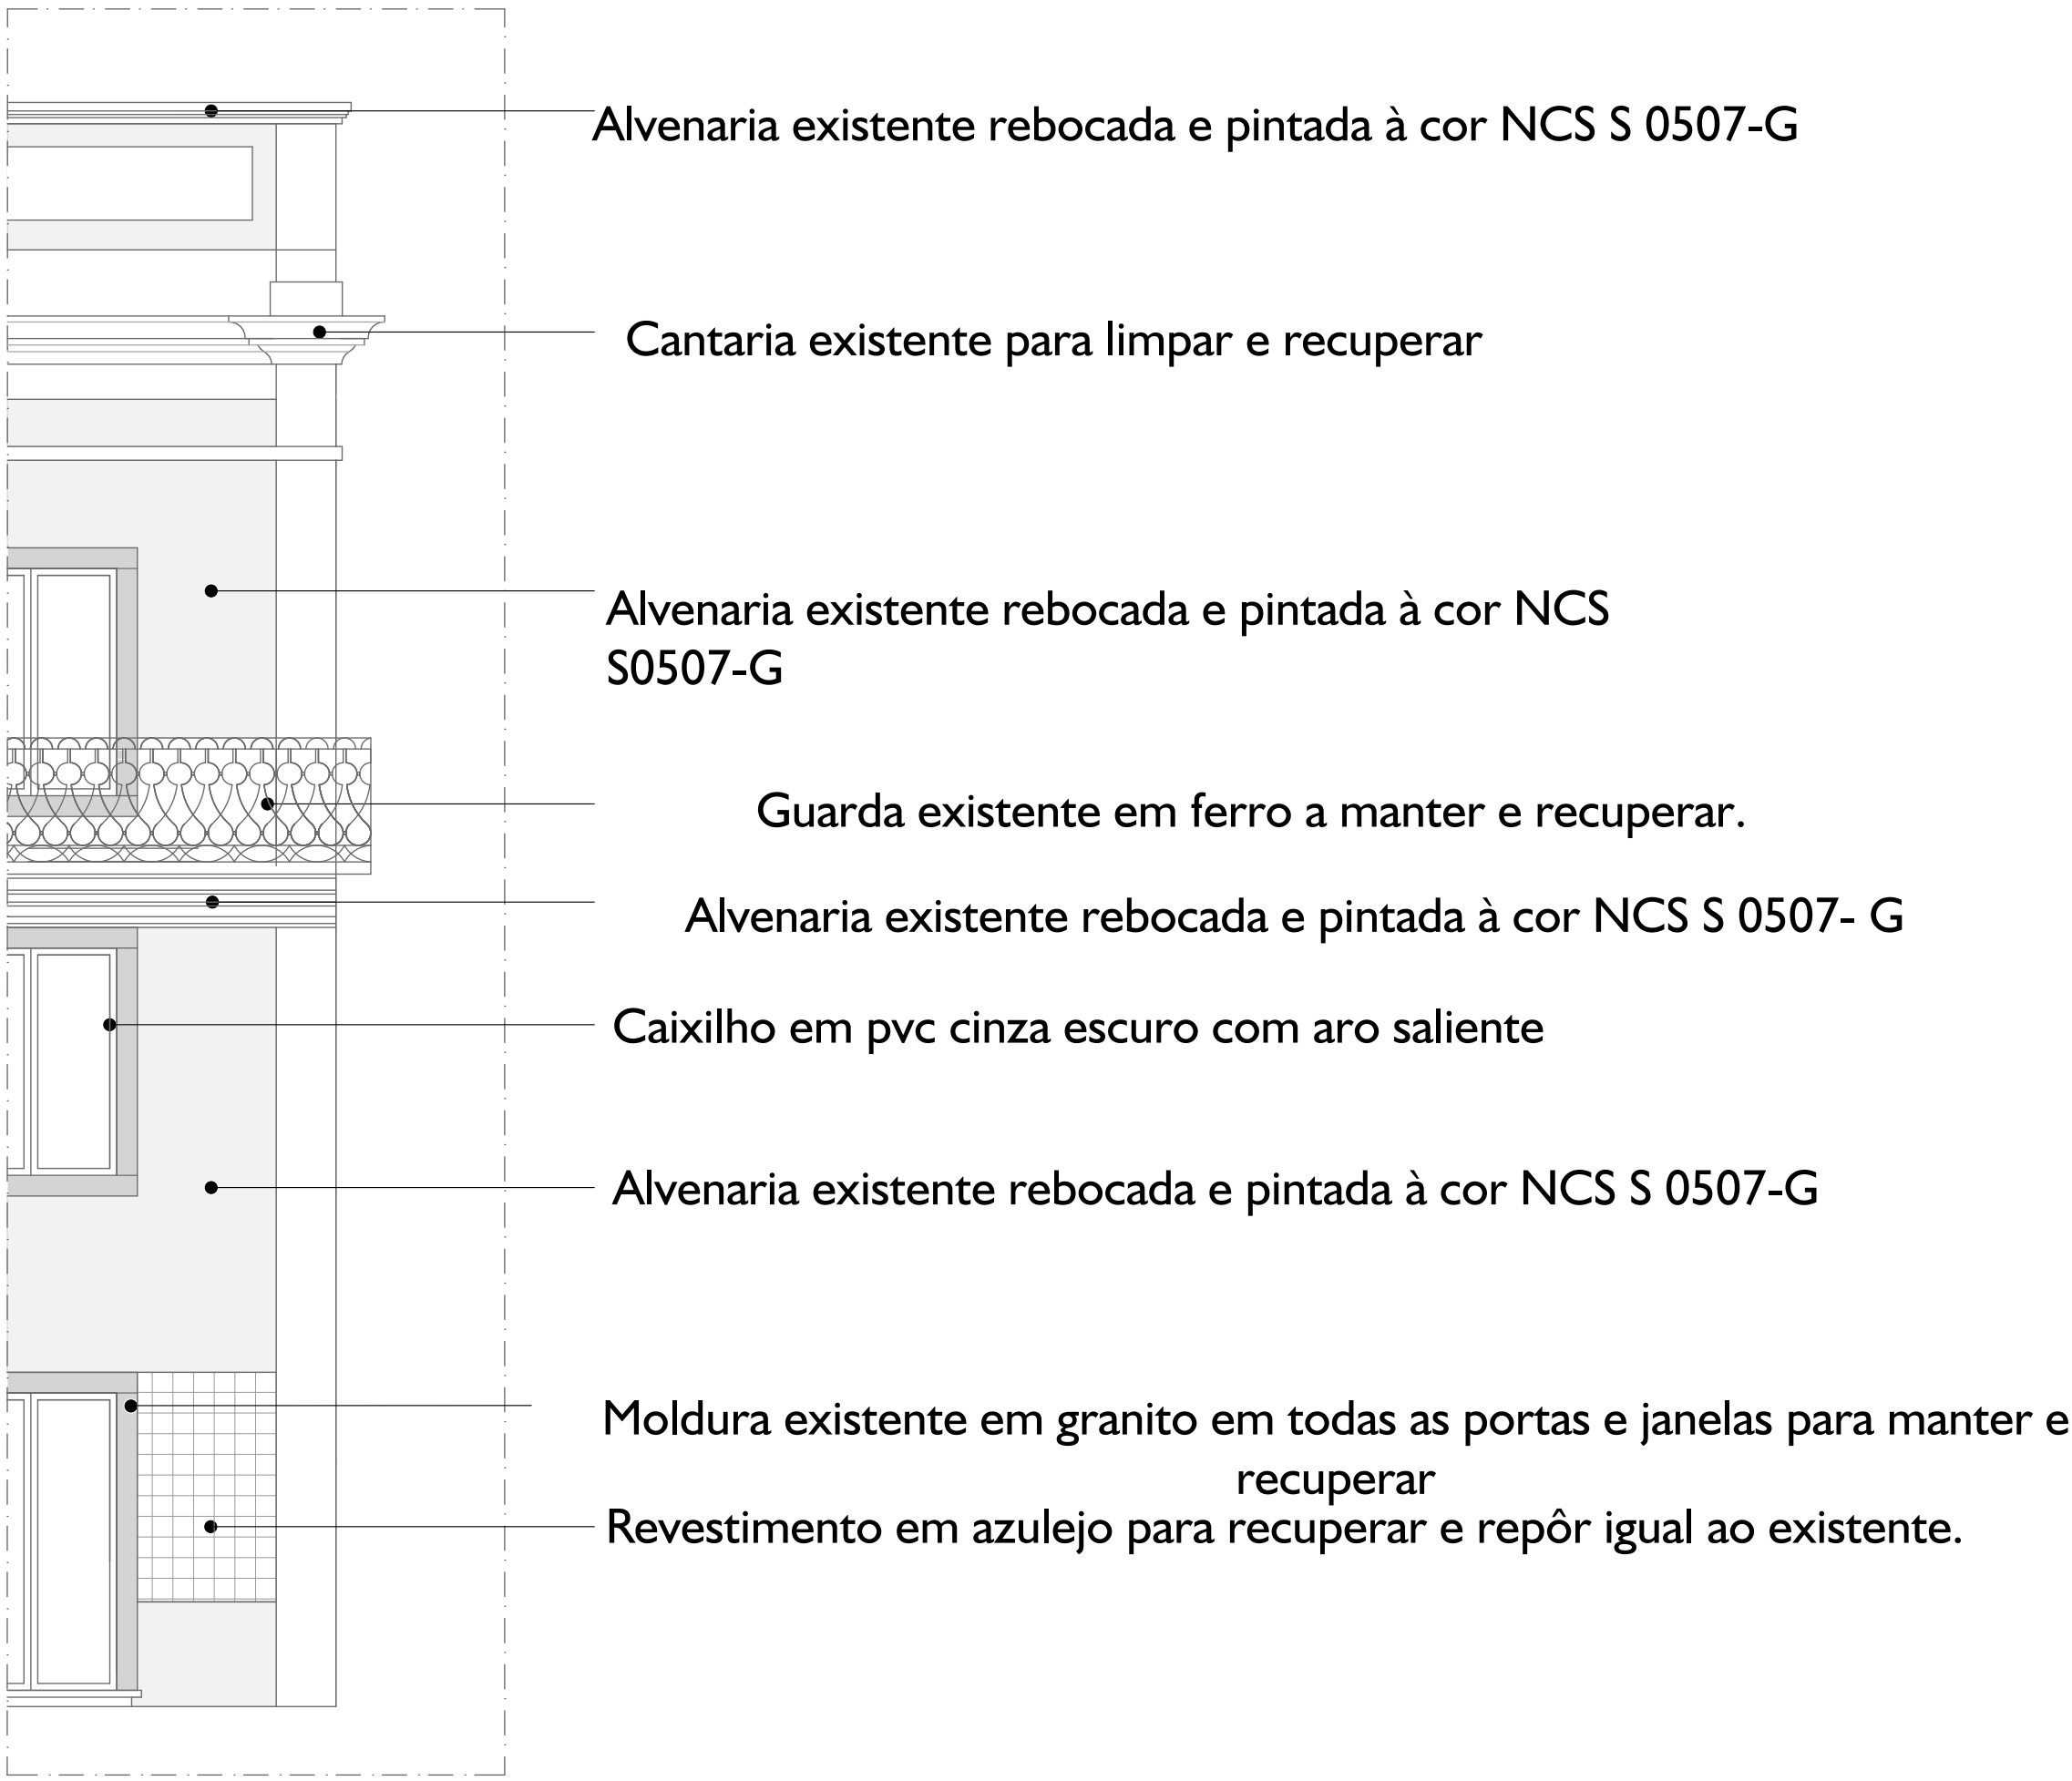 Alvenaria existente rebocada e pintada à cor NCS S 0507-G
Cantaria existente para limpar e recuperar
Alvenaria existente rebocada e pintada à cor NCS
S0507-G
Guarda existente em ferro a manter e recuperar.
Alvenaria existente rebocada e pintada à cor NCS S 0507- G
Caixilho em pvc cinza escuro com aro saliente
Alvenaria existente rebocada e pintada à cor NCS S 0507-G
Moldura existente em granito em todas as portas e janelas para manter e
recuperar
Revestimento em azulejo para recuperar e repôr igual ao existente.